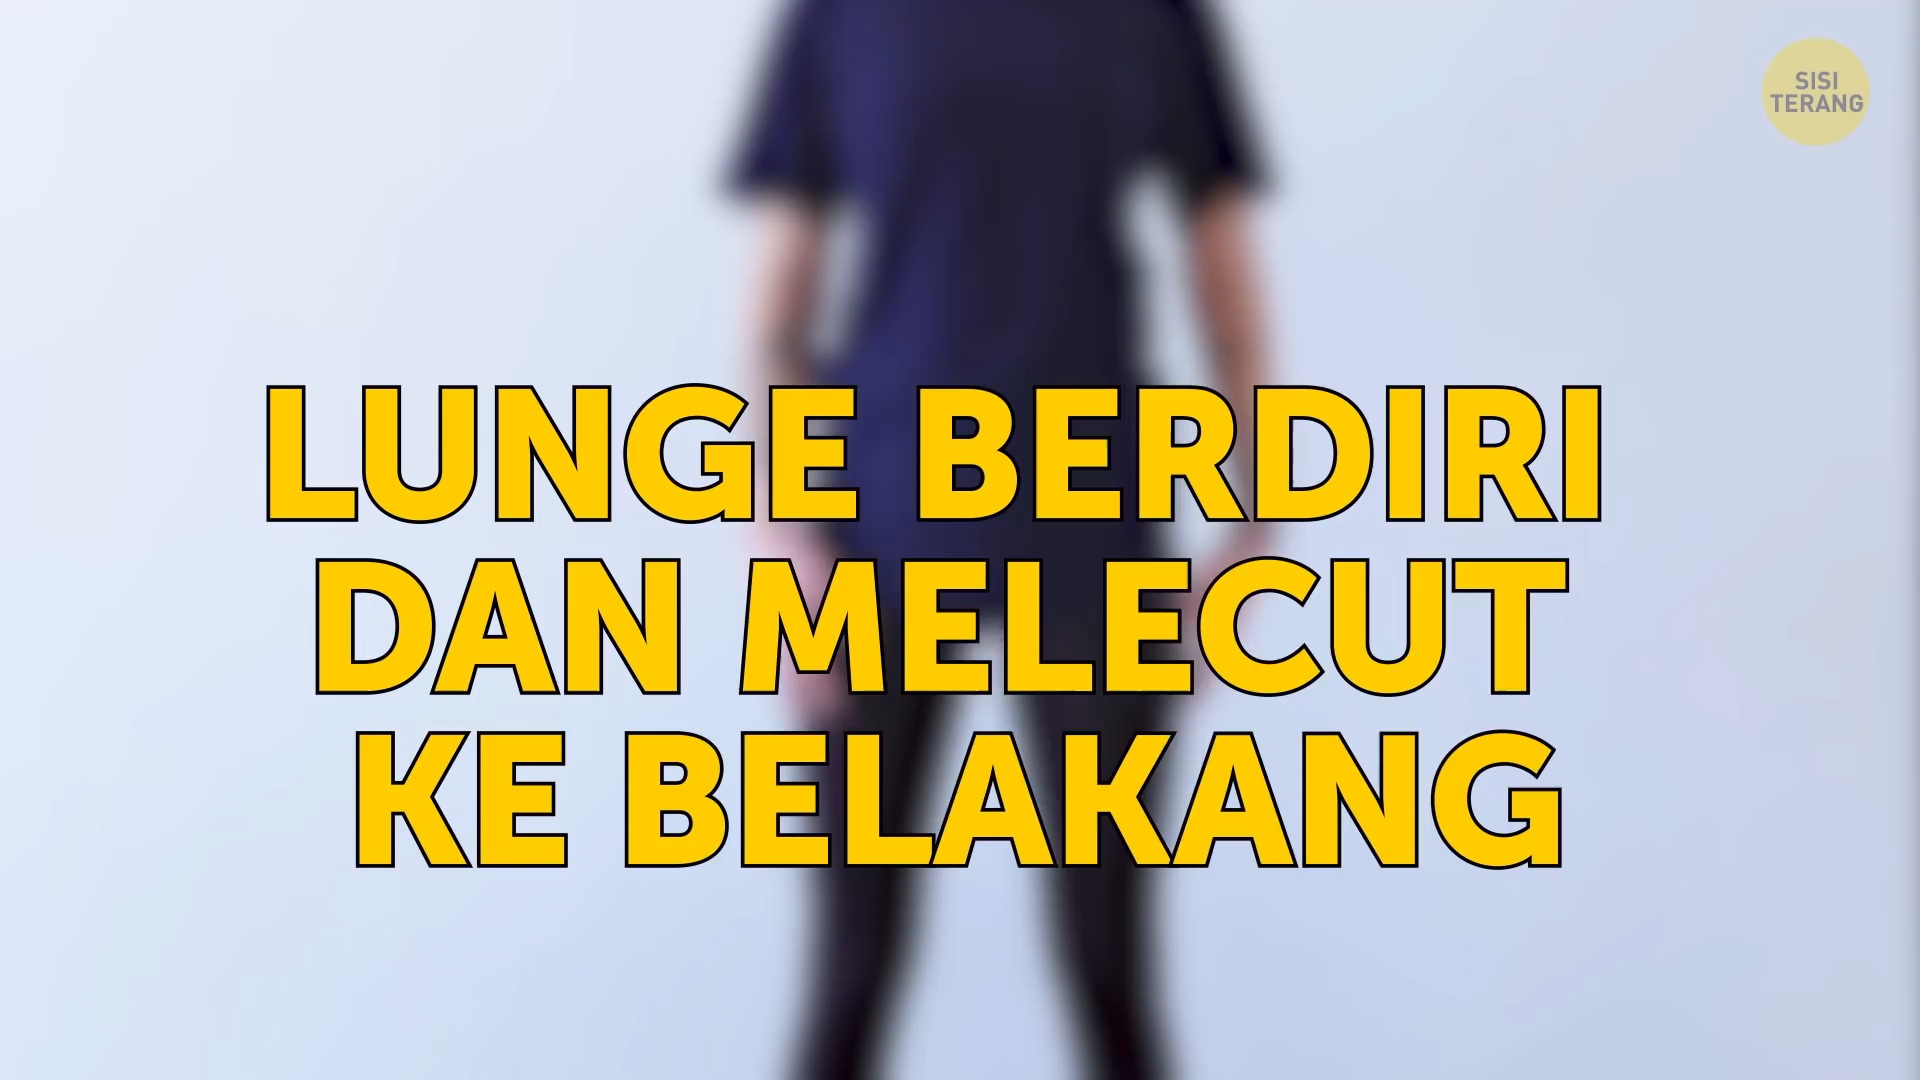 SISI
TERANG
LUNGE BERDIRI
DAN MELECUT
KE BELAKANG